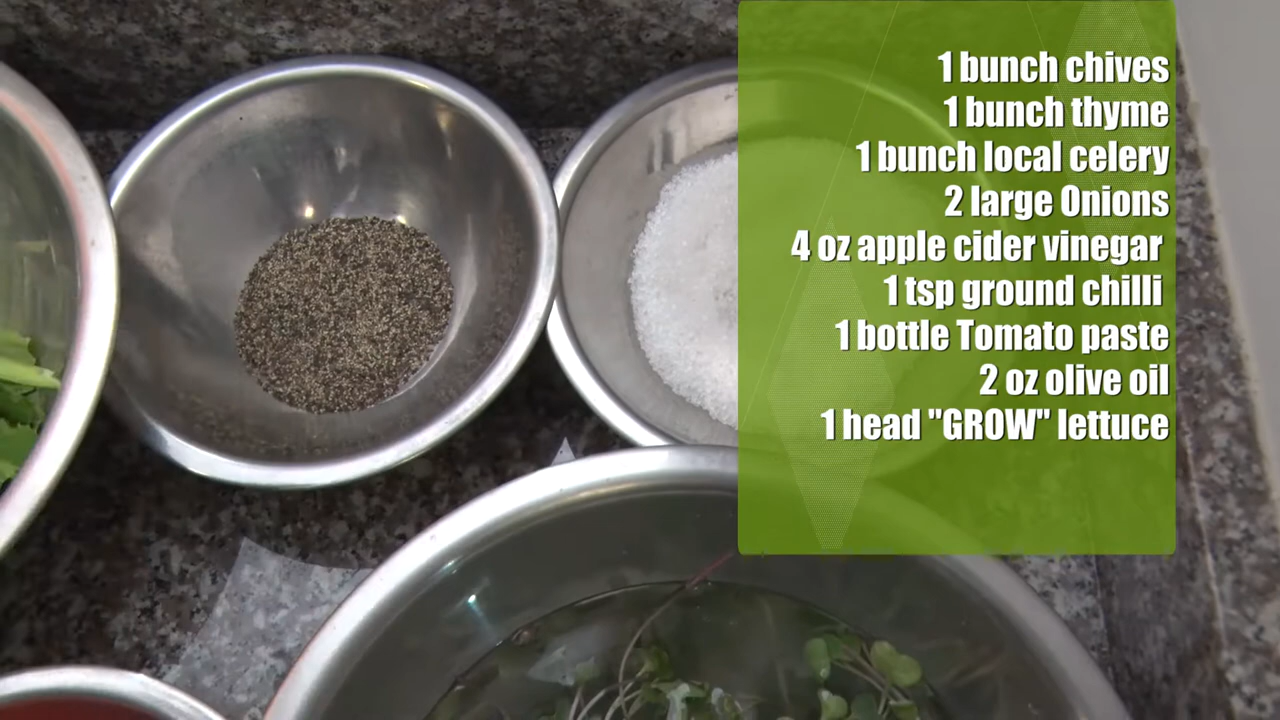 1 bunch chives
1 bunch thyme
1 bunch local celery
2 large Onions
4 oz apple cider vinegar
1 tsp ground chilli
1 bottle Tomato paste
2 oz olive oil
1 head "GROW" lettuce